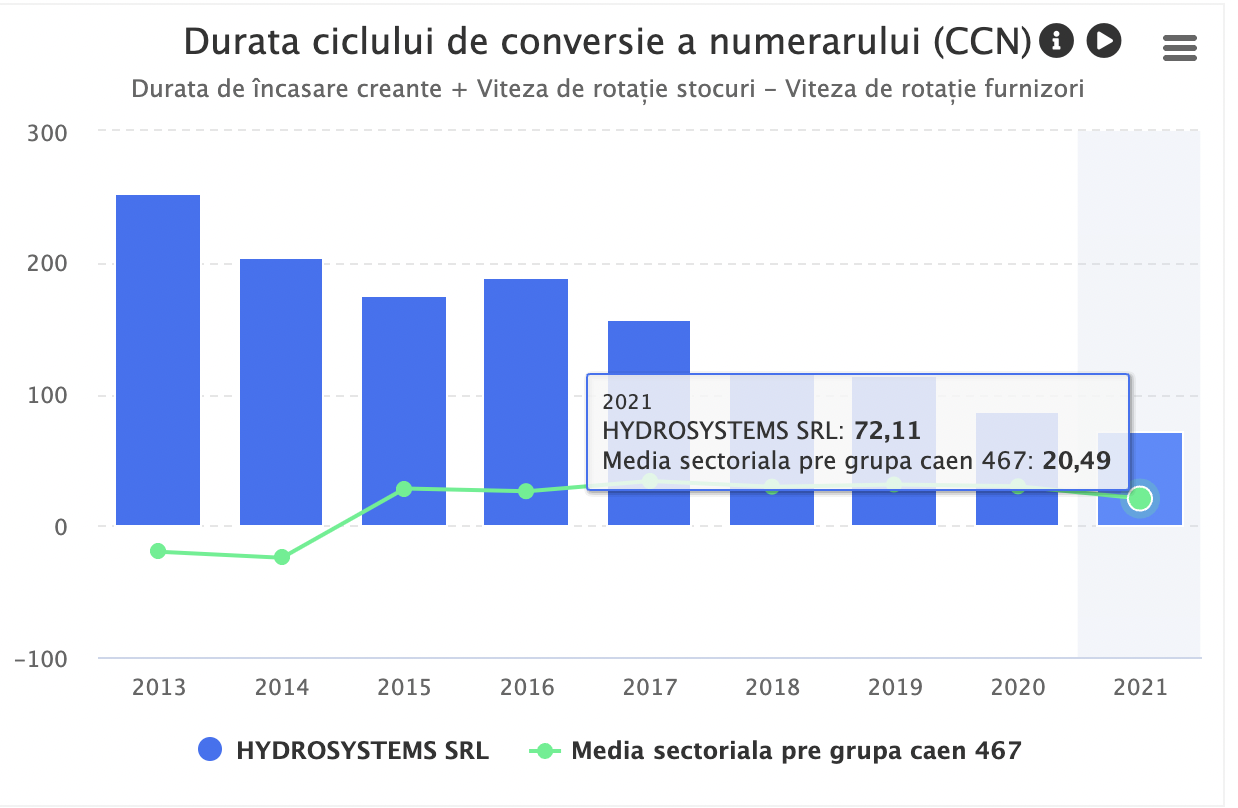 Durata ciclului de conversie a numerarului (CCN)
Durata de încasare creante + Viteza de rotație stocuri – Viteza de rotație furnizori
300
200
100
0
–100
2021
HYDROSYSTEMS SRL: 72,11
Media sectoriala pre grupa caen 467: 20,49
2013 2014 2015 2016 2017 2018 2019 2020 2021
HYDROSYSTEMS SRL Media sectoriala pre grupa caen 467